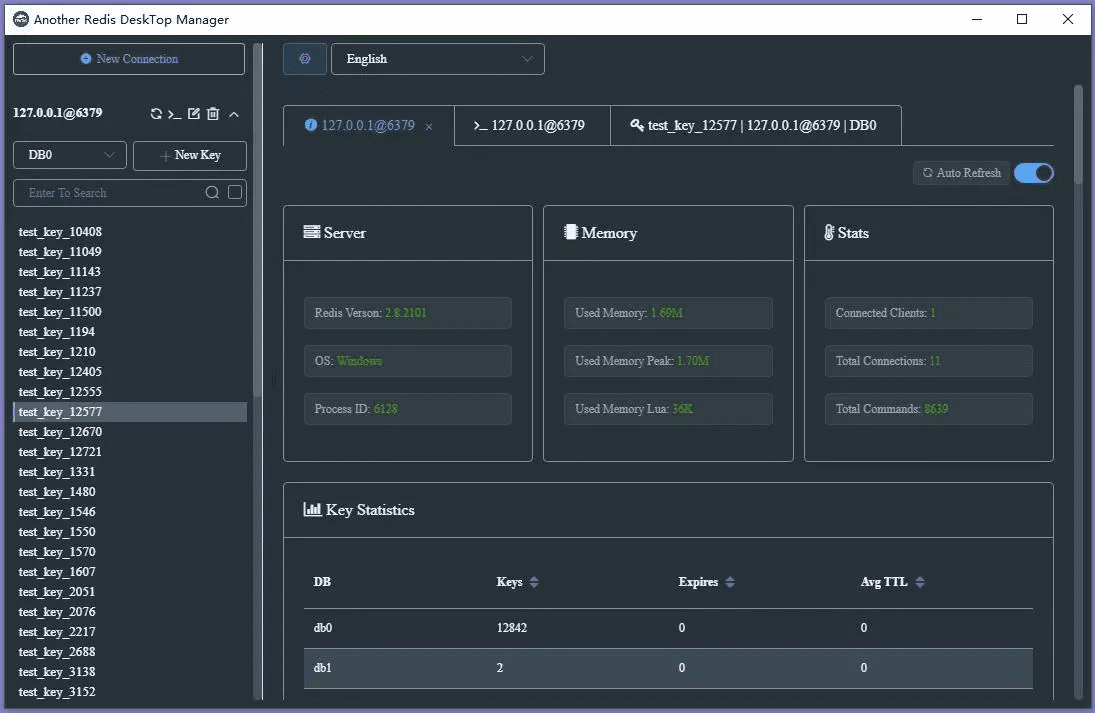 Another Redis DeskTop Manager
New Connection
127.0.0.1@6379
DB0
New Key
Enter To Search
test_key_10408
test_key_11049
test_key_11143
test_key_11237
test_key_11500
test_key_1194
test_key_1210
test_key_12405
test_key_12555
test_key_12577
test_key_12670
test_key_12721
test_key_1331
test_key_1480
test_key_1546
test_key_1550
test_key_1570
test_key_1607
test_key_2051
test_key_2076
test_key_2217
test_key_2688
test_key_3138
test_key_3152
English
127.0.0.1@6379
>_ 127.0.0.1@6379
test_key_12577 | 127.0.0.1@6379 | DB0
Auto Refresh
Server
Redis Verson: 2.8.2101
OS: Windows
Process ID: 6128
Memory
Used Memory: 1.69M
Used Memory Peak: 1.70M
Used Memory Lua: 36K
Stats
Connected Clients: 1
Total Connections: 11
Total Commands: 8639
Key Statistics
DB Keys Expires Avg TTL
db0 12842 0 0
db1 2 0 0